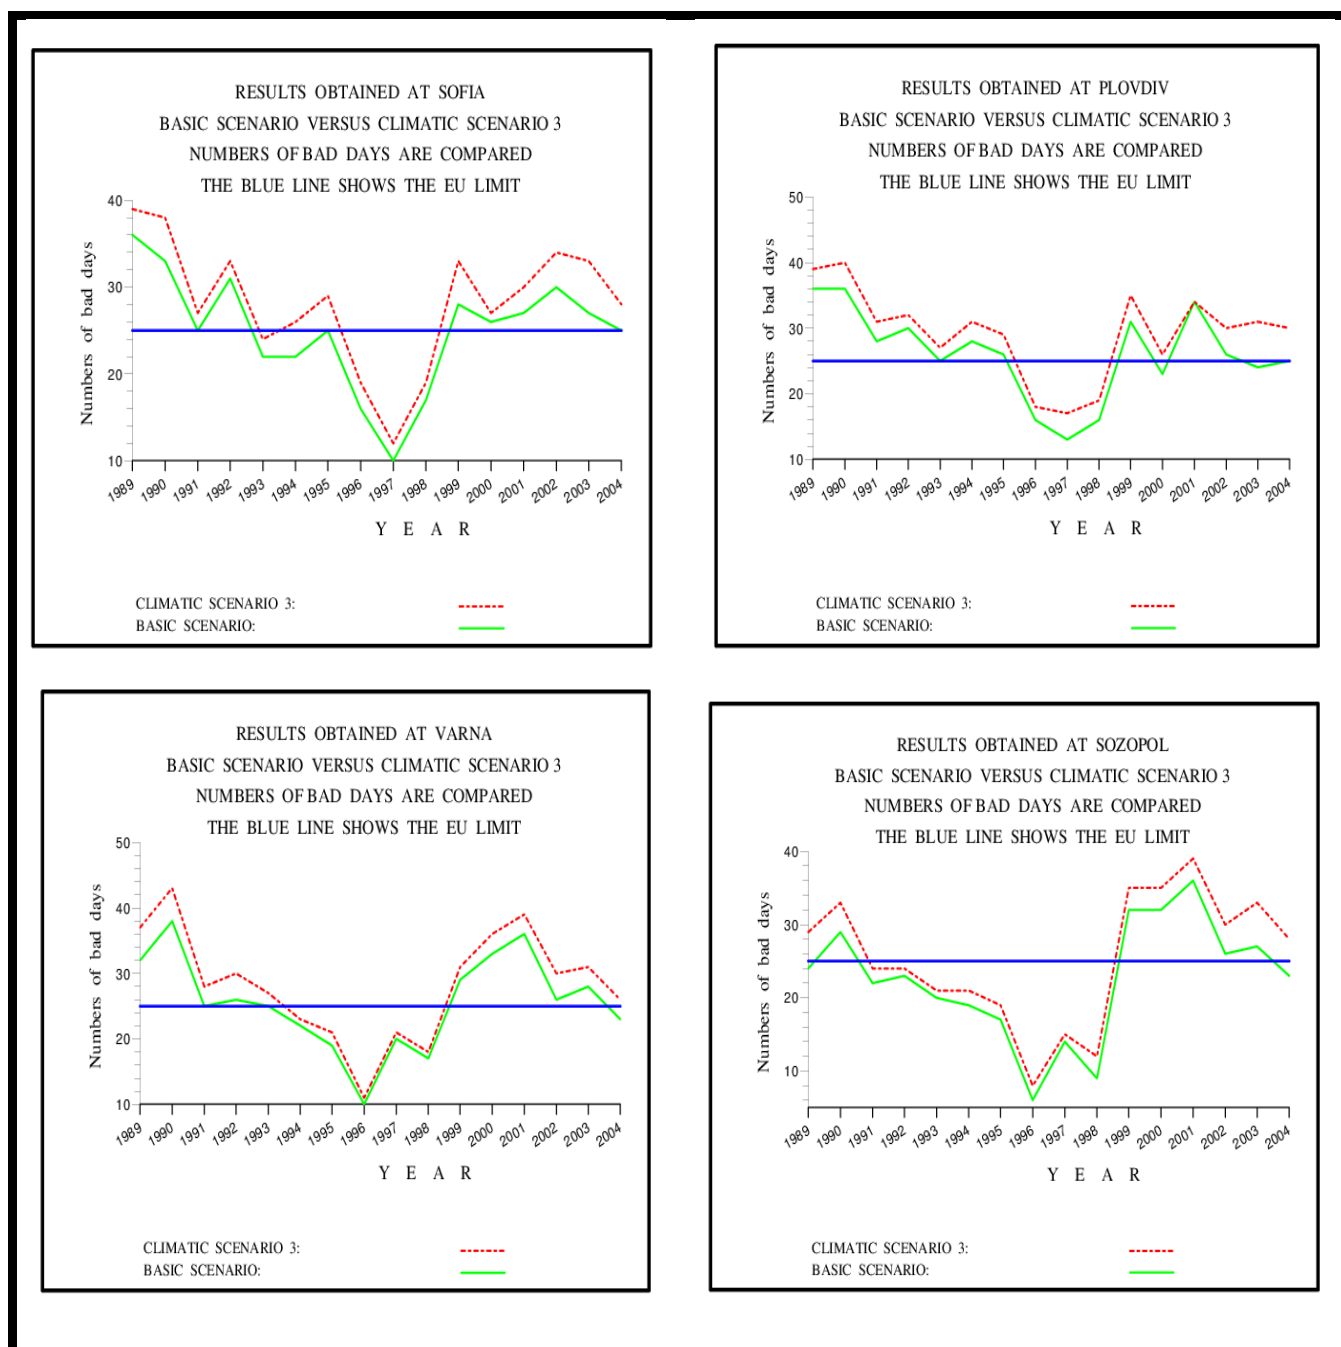 RESULTS OBTAINED AT SOFIA
BASIC SCENARIO VERSUS CLIMATIC SCENARIO 3
NUMBERS OF BAD DAYS ARE COMPARED
THE BLUE LINE SHOWS THE EU LIMIT
40
30
20
10
Numbers of bad days
1989 1990 1991 1992 1993 1994 1995 1996 1997 1998 1999 2000 2001 2002 2003 2004
Y E A R
CLIMATIC SCENARIO 3:
BASIC SCENARIO:
RESULTS OBTAINED AT PLOVDIV
BASIC SCENARIO VERSUS CLIMATIC SCENARIO 3
NUMBERS OF BAD DAYS ARE COMPARED
THE BLUE LINE SHOWS THE EU LIMIT
50
40
30
20
10
Numbers of bad days
1989 1990 1991 1992 1993 1994 1995 1996 1997 1998 1999 2000 2001 2002 2003 2004
Y E A R
CLIMATIC SCENARIO 3:
BASIC SCENARIO:
RESULTS OBTAINED AT VARNA
BASIC SCENARIO VERSUS CLIMATIC SCENARIO 3
NUMBERS OF BAD DAYS ARE COMPARED
THE BLUE LINE SHOWS THE EU LIMIT
50
40
30
20
10
Numbers of bad days
1989 1990 1991 1992 1993 1994 1995 1996 1997 1998 1999 2000 2001 2002 2003 2004
Y E A R
CLIMATIC SCENARIO 3:
BASIC SCENARIO:
RESULTS OBTAINED AT SOZOPOL
BASIC SCENARIO VERSUS CLIMATIC SCENARIO 3
NUMBERS OF BAD DAYS ARE COMPARED
THE BLUE LINE SHOWS THE EU LIMIT
40
30
20
10
Numbers of bad days
1989 1990 1991 1992 1993 1994 1995 1996 1997 1998 1999 2000 2001 2002 2003 2004
Y E A R
CLIMATIC SCENARIO 3:
BASIC SCENARIO: